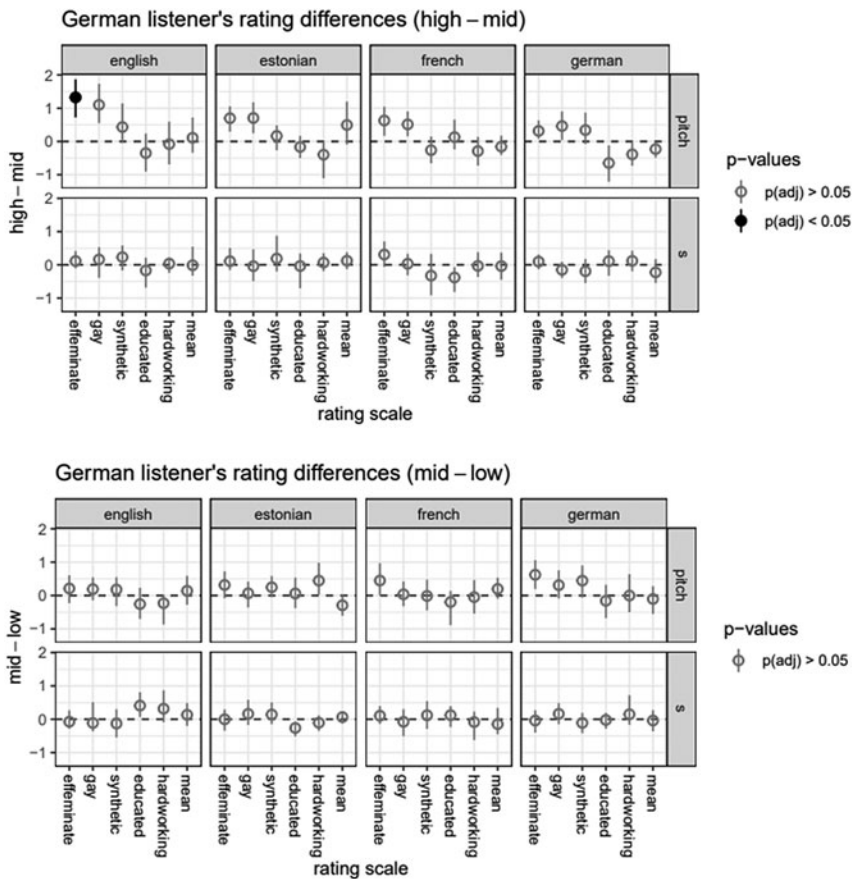 German listener's rating differences (high – mid)
english estonian french german
2
1
0
−1
pitch
2
1
0
−1
s
high – mid
effeminate gay synthetic educated hardworking mean effeminate gay synthetic educated hardworking mean effeminate gay synthetic educated hardworking mean effeminate gay synthetic educated hardworking mean
rating scale
p−values
p(adj) > 0.05
p(adj) < 0.05
German listener's rating differences (mid – low)
english estonian french german
2
1
0
−1
pitch
2
1
0
−1
s
mid – low
effeminate gay synthetic educated hardworking mean effeminate gay synthetic educated hardworking mean effeminate gay synthetic educated hardworking mean effeminate gay synthetic educated hardworking mean
rating scale
p−values
p(adj) > 0.05